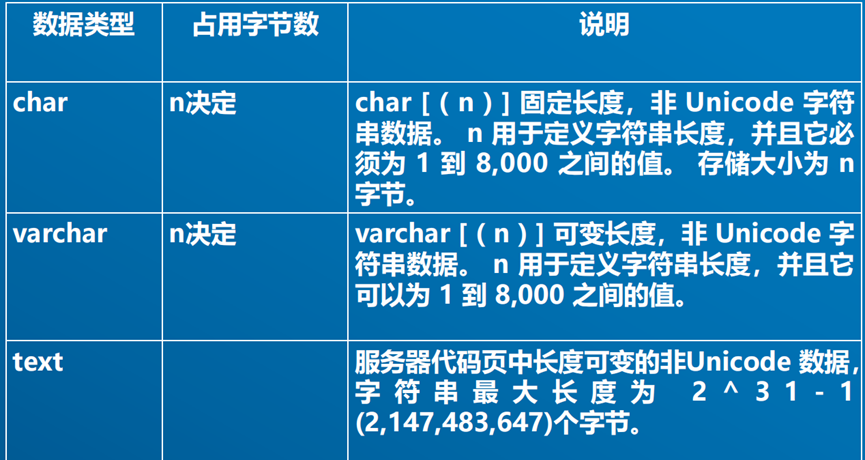 数据类型 占用字节数 说明
char n决定 char [ ( n ) ] 固定长度，非 Unicode 字符
串数据。 n 用于定义字符串长度，并且它必
须为 1 到 8,000 之间的值。 存储大小为 n
字节。
varchar n决定 varchar [ ( n ) ] 可变长度，非 Unicode 字
符串数据。 n 用于定义字符串长度，并且它
可以为 1 到 8,000 之间的值。
text 服务器代码页中长度可变的非Unicode 数据，
字符串最大长度为 2^31-1
(2,147,483,647)个字节。